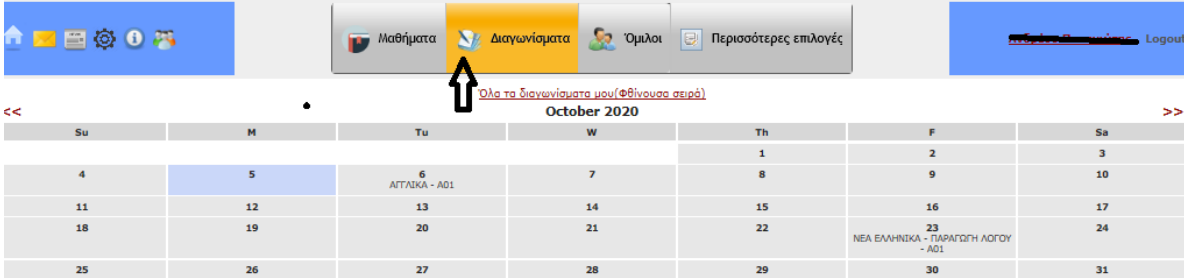 Μαθήματα Διαγωνίσματα Όμιλοι Περισσότερες επιλογές
Logout
Όλα τα διαγωνίσματα μου(Φθίνουσα σειρά)
<< October 2020 >>
Su M Tu W Th F Sa
1 2 3
4 5 6 7 8 9 10
ΑΓΓΛΙΚΑ - Α01
11 12 13 14 15 16 17
18 19 20 21 22 23 24
ΝΕΑ ΕΛΛΗΝΙΚΑ - ΠΑΡΑΓΩΓΗ ΛΟΓΟΥ
- Α01
25 26 27 28 29 30 31